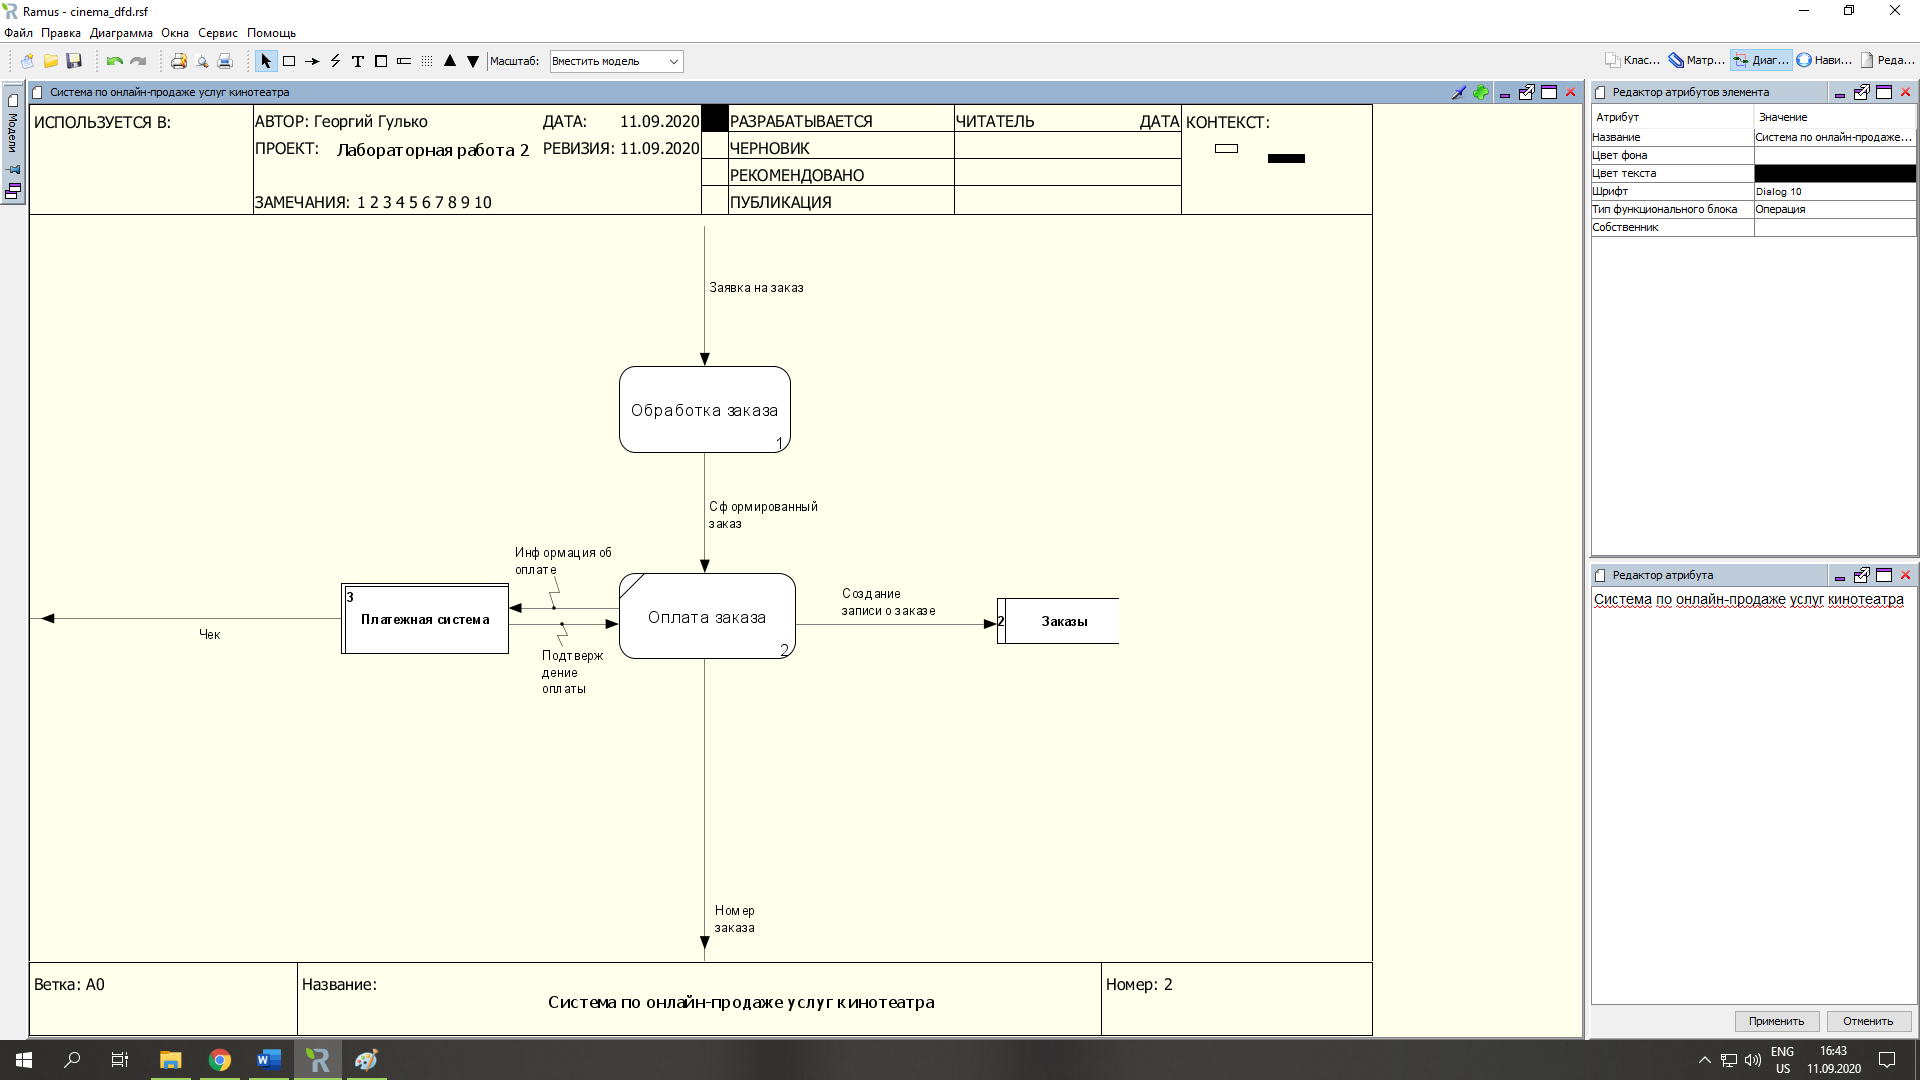 Ramus - cinema_dfd.rsf
Файл Правка Диаграмма Окна Сервис Помощь
Масштаб: Вместить модель
Клас... Матр... Диаг... Нави... Реда...
Модели
Система по онлайн-продаже услуг кинотеатра
ИСПОЛЬЗУЕТСЯ В:
АВТОР: Георгий Гулько
ДАТА: 11.09.2020
ПРОЕКТ: Лабораторная работа 2
РЕВИЗИЯ: 11.09.2020
ЗАМЕЧАНИЯ: 1 2 3 4 5 6 7 8 9 10
РАЗРАБАТЫВАЕТСЯ
ЧЕРНОВИК
РЕКОМЕНДОВАНО
ПУБЛИКАЦИЯ
ЧИТАТЕЛЬ ДАТА
КОНТЕКСТ:
Заявка на заказ
Обработка заказа
1
Сформированный
заказ
Информация об
оплате
3
Платежная система
Чек
Подтверж
дение
оплаты
Оплата заказа
2
Создание
записи о заказе
2
Заказы
Номер
заказа
Ветка: A0
Название:
Система по онлайн-продаже услуг кинотеатра
Номер: 2
Редактор атрибутов элемента
Атрибут Значение
Название Система по онлайн-продаже...
Цвет фона
Цвет текста
Шрифт Dialog 10
Тип функционального блока Операция
Собственник
Редактор атрибута
Система по онлайн-продаже услуг кинотеатра
Применить Отменить
ENG
US
16:43
11.09.2020